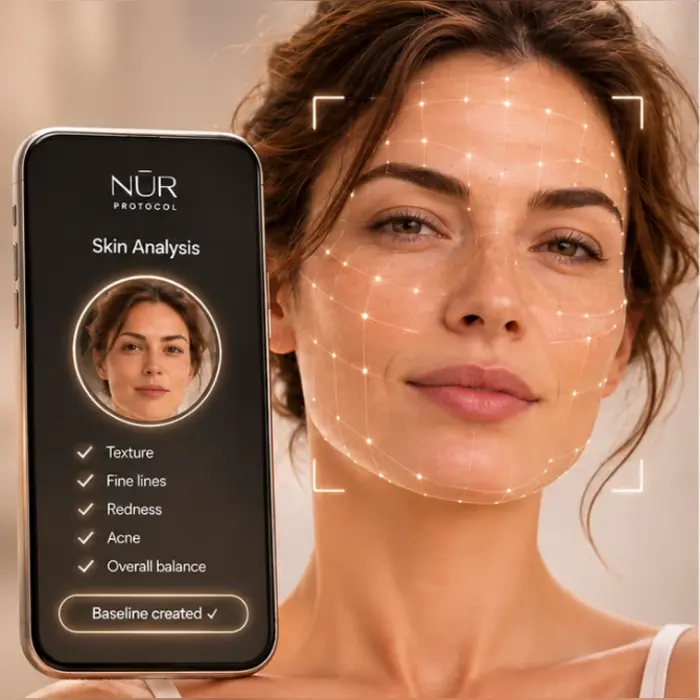 NŪR
PROTOCOL
Skin Analysis
✓ Texture
✓ Fine lines
✓ Redness
✓ Acne
✓ Overall balance
Baseline created ✓